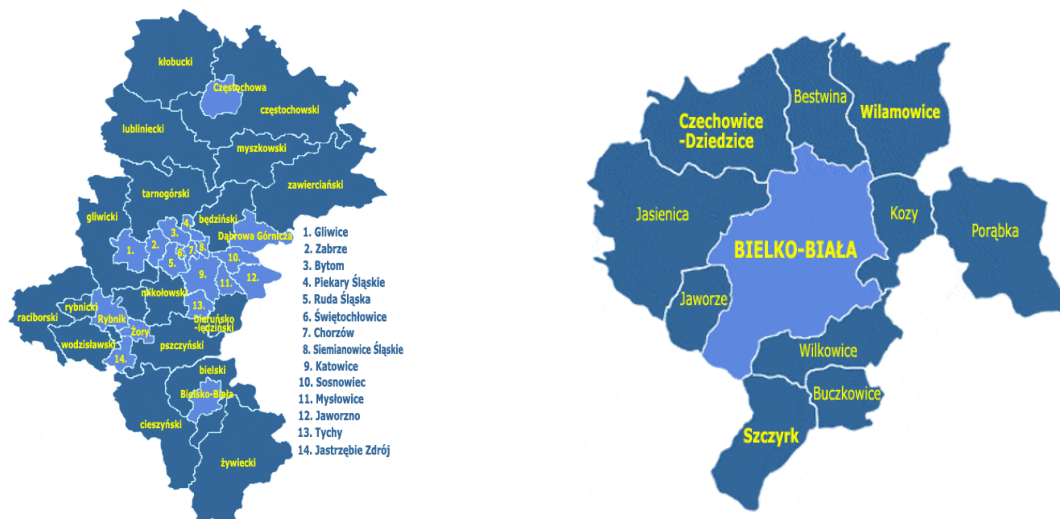 kłobucki
Częstochowa
częstochowski
lubliniecki
myszkowski
zawierciański
tarnogórski
gliwicki
będziński
Dąbrowa Górnicza
4.
3.
1.
2.
8.
7.
6.
5.
9.
10.
11.
12.
mikołowski
13.
bieruńsko
-lędziński
rybnicki
Rybnik
raciborski
Żory
wodzisławski
pszczyński
14.
bielski
Bielsko-Biała
cieszyński
żywiecki
1. Gliwice
2. Zabrze
3. Bytom
4. Piekary Śląskie
5. Ruda Śląska
6. Świętochłowice
7. Chorzów
8. Siemianowice Śląskie
9. Katowice
10. Sosnowiec
11. Mysłowice
12. Jaworzno
13. Tychy
14. Jastrzębie Zdrój
Bestwina
Wilamowice
Czechowice
-Dziedzice
Jasienica
Kozy
Porąbka
BIELKO-BIAŁA
Jaworze
Wilkowice
Buczkowice
Szczyrk